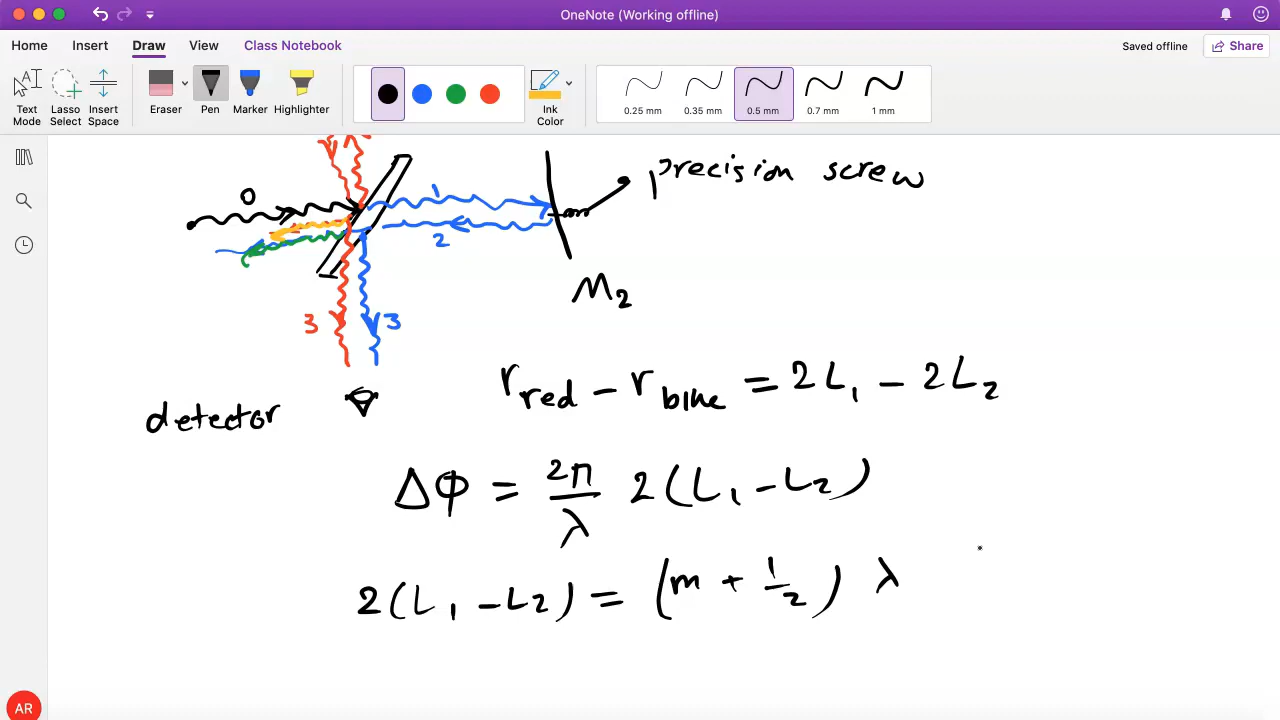 OneNote (Working offline)
Home Insert Draw View Class Notebook Saved offline Share
Text Mode Lasso Select Insert Space Eraser Pen Marker Highlighter Ink Color 0.25 mm 0.35 mm 0.5 mm 0.7 mm 1 mm
precision screw
0 1
2
M₂
3 3
r_red - r_blue = 2L₁ - 2L₂
detector
Δφ = 2π/λ 2(L₁ - L₂)
2(L₁ - L₂) = (m + 1/2) λ
AR